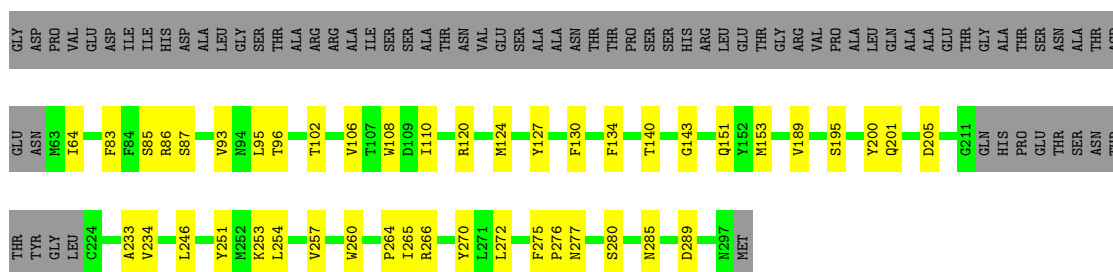 GLY ASP PRO VAL GLU ASP ILE ILE HIS ASP ALA LEU GLY SER THR ALA ARG ARG ALA ILE SER SER ALA THR ASN VAL GLU SER ALA ALA ASN THR THR PRO SER SER HIS ARG LEU GLU THR GLY ARG VAL PRO ALA LEU GLN ALA ALA GLU THR GLY ALA THR SER ASN ALA THR
GLU ASN M63 I64 F83 F84 S85 R86 S87 V93 N94 L95 T96 T102 V106 T107 W108 D109 I110 R120 M124 Y127 F130 F134 T140 G143 Q151 Y152 M153 V189 S195 Y200 Q201 D205 G211 GLN HIS PRO GLU THR SER ASN
THR TYR GLY LEU C224 A233 V234 L246 Y251 M252 K253 L254 V257 W260 P264 I265 R266 Y270 L271 L272 F275 P276 N277 S280 N285 D289 N297 MET